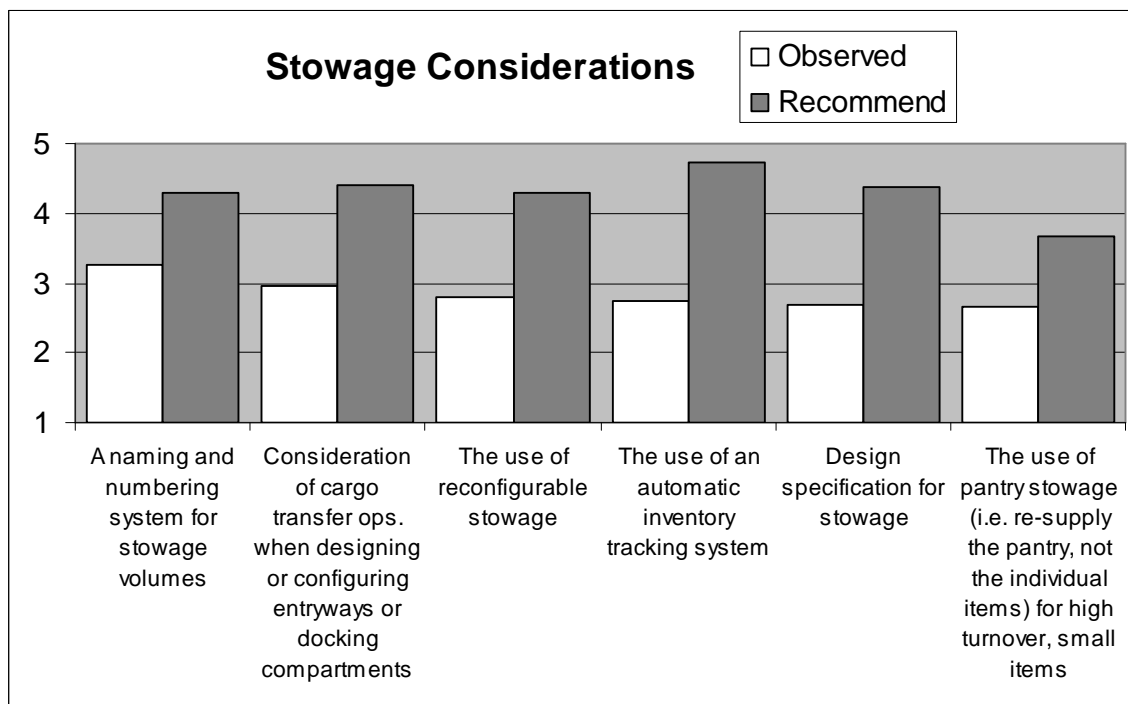 Stowage Considerations
Observed
Recommend
5
4
3
2
1
A naming and
numbering
system for
stowage
volumes
Consideration
of cargo
transfer ops.
when designing
or configuring
entryways or
docking
compartments
The use of
reconfigurable
stowage
The use of an
automatic
inventory
tracking system
Design
specification for
stowage
The use of
pantry stowage
(i.e. re-supply
the pantry, not
the individual
items) for high
turnover, small
items